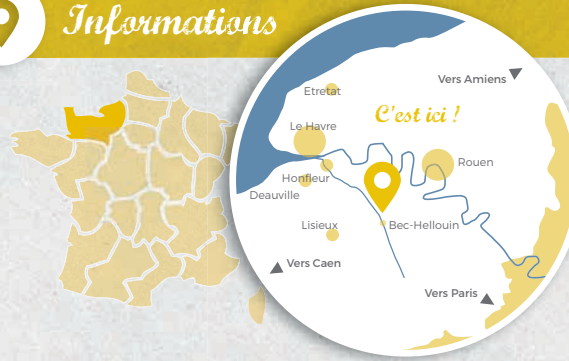 Informations
Vers Amiens
Etretat
C'est ici !
Le Havre
Rouen
Honfleur
Deauville
Lisieux
Bec-Hellouin
Vers Caen
Vers Paris